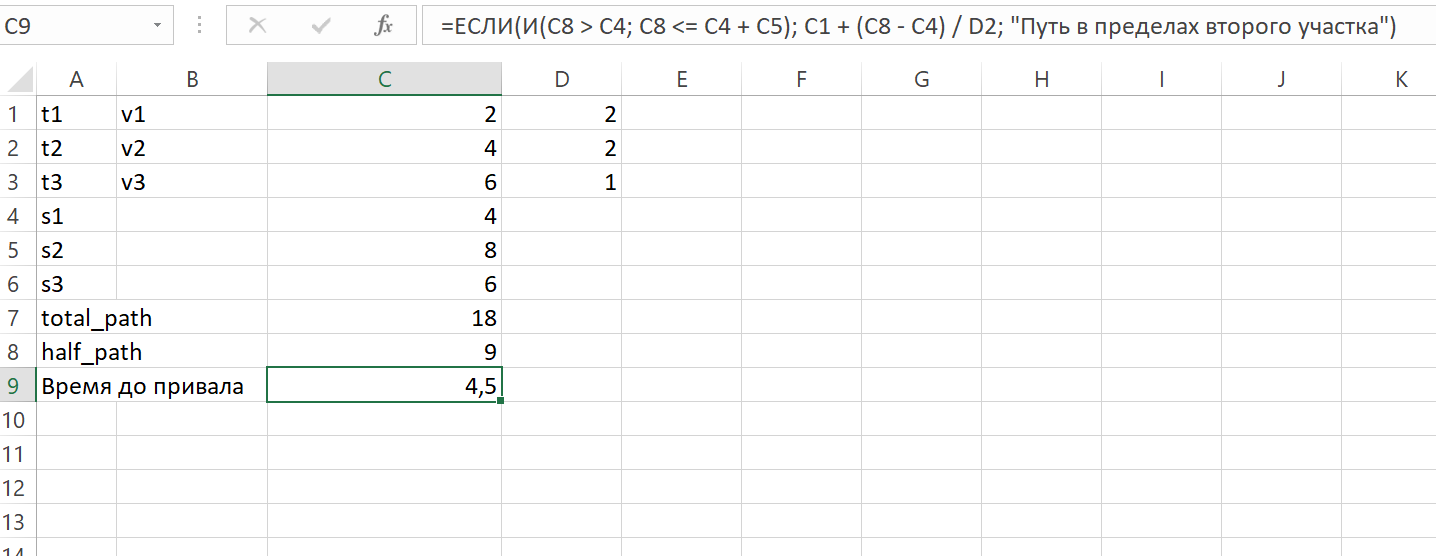 C9 fx =ЕСЛИ(И(C8 > C4; C8 <= C4 + C5); C1 + (C8 - C4) / D2; "Путь в пределах второго участка")
A B C D E F G H I J K
1 t1 v1 2 2
2 t2 v2 4 2
3 t3 v3 6 1
4 s1 4
5 s2 8
6 s3 6
7 total_path 18
8 half_path 9
9 Время до привала 4,5
10
11
12
13
14